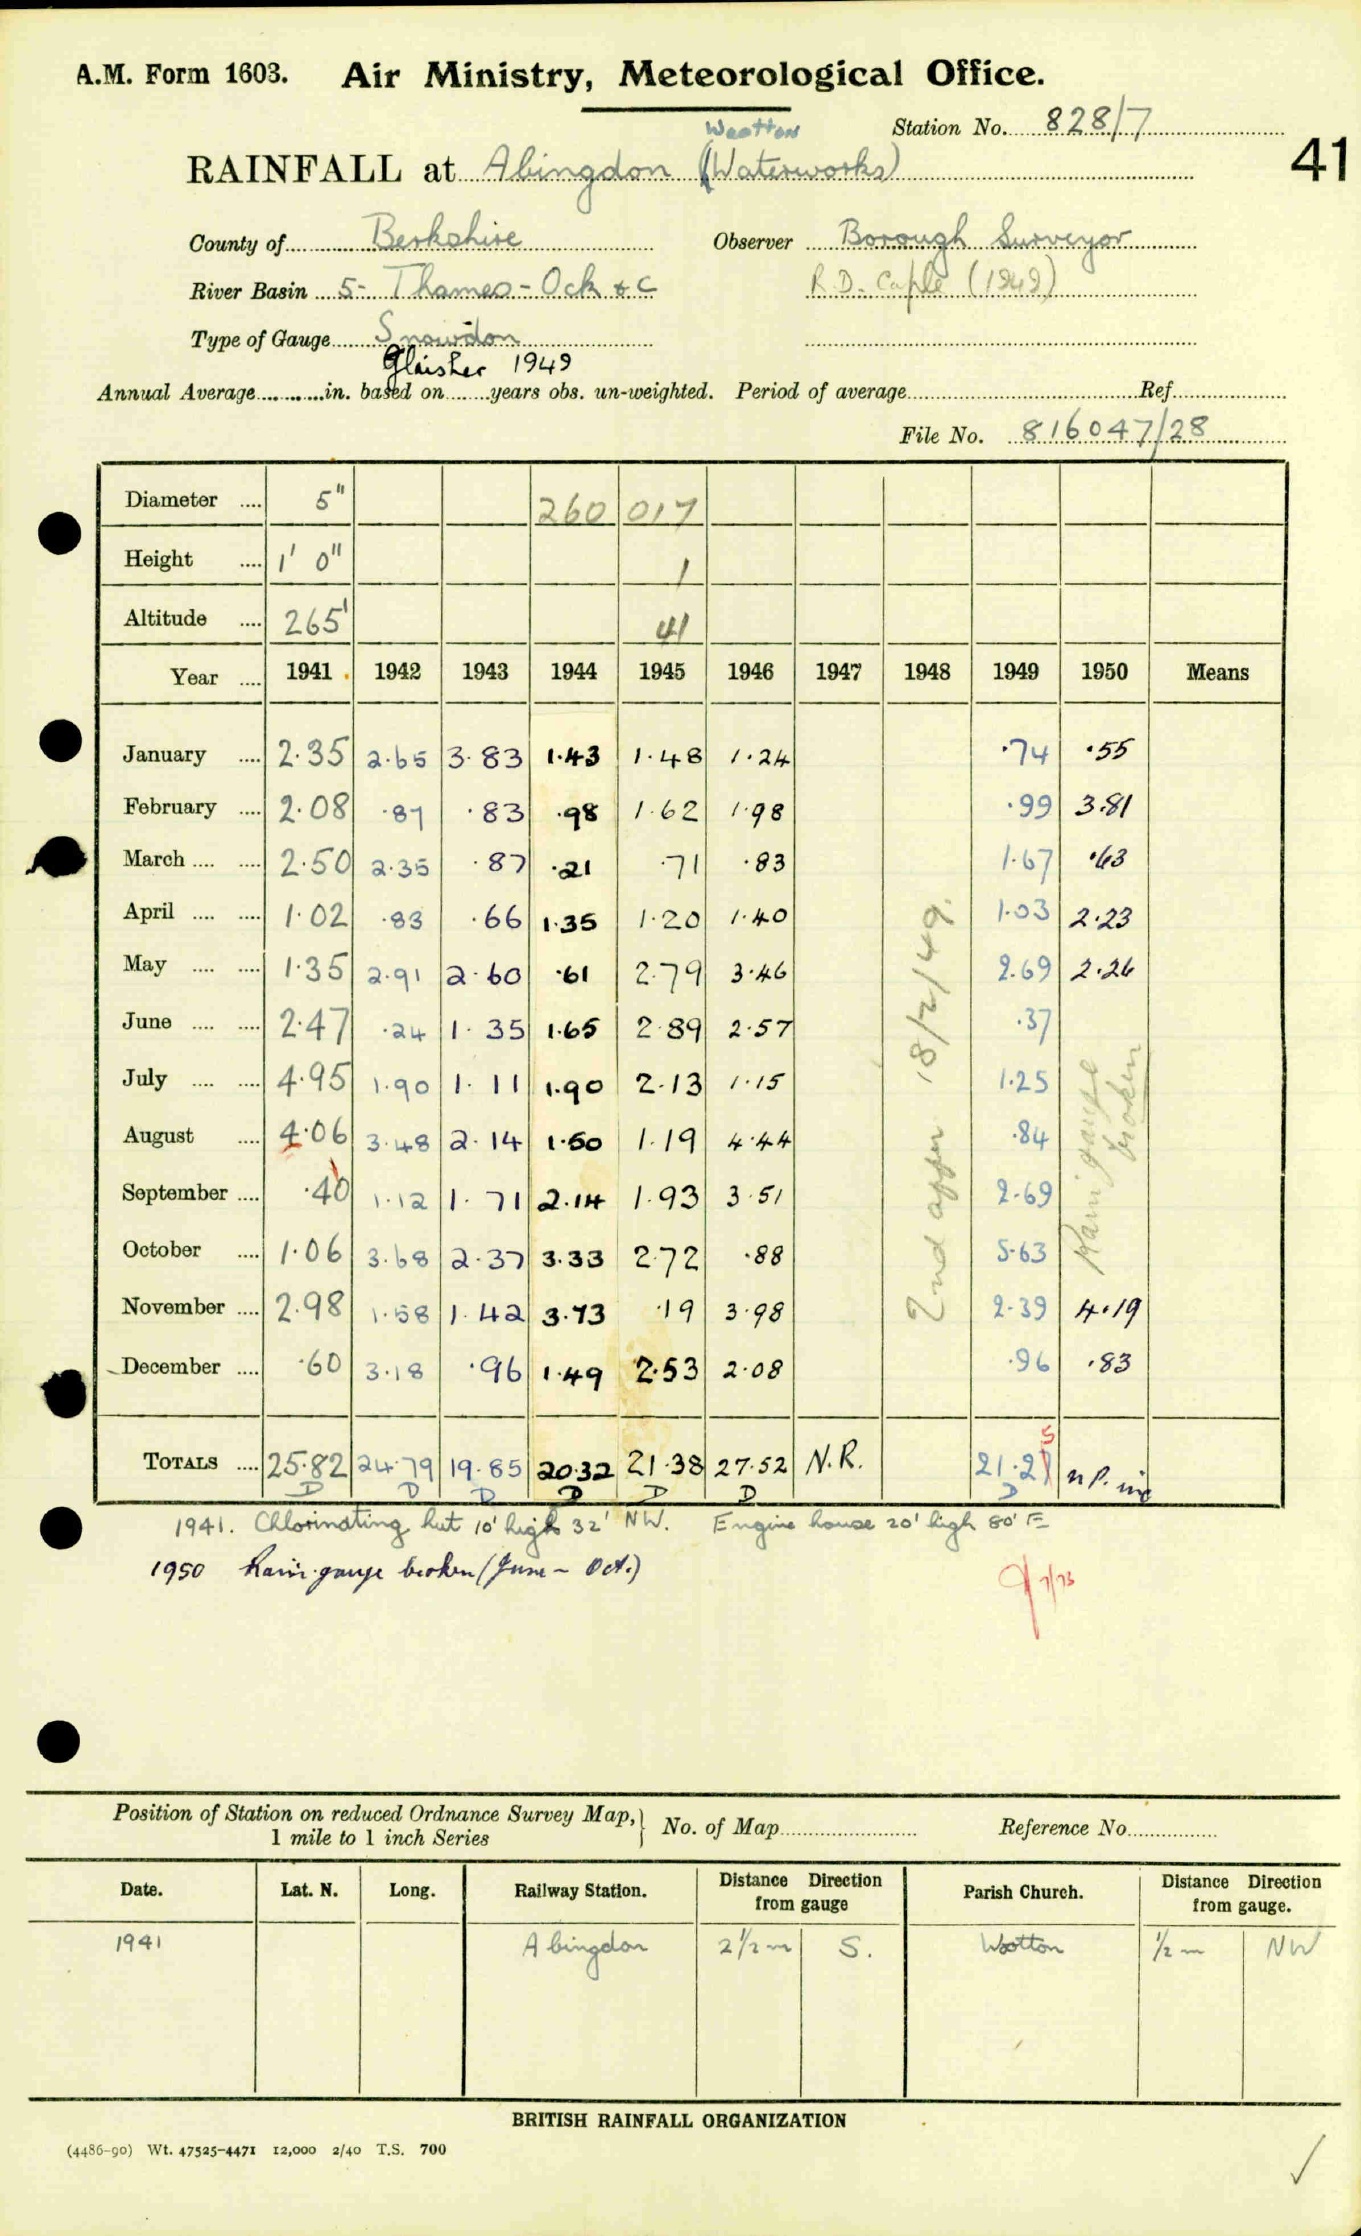 A.M. Form 1603. Air Ministry, Meteorological Office.
Station No. 828/7
41
Wootton
RAINFALL at Abingdon (Waterworks)
County of Berkshire Observer Borough Surveyor
River Basin 5- Thames - Ock & C R.D. Caple (1949)
Type of Gauge Snowdon
Glaisher 1949
Annual Average in. based on years obs. un-weighted. Period of average Ref.
File No. 816047/28
Diameter 5" 260 017
Height 1' 0" 1
Altitude 265' 41
Year 1941 1942 1943 1944 1945 1946 1947 1948 1949 1950 Means
January 2.35 2.65 3.83 1.43 1.48 1.24 .74 .55
February 2.08 .87 .83 .98 1.62 1.98 .99 3.81
March 2.50 2.35 .87 .21 .71 .83 1.67 .63
April 1.02 .83 .66 1.35 1.20 1.40 1.03 2.23
May 1.35 2.91 2.60 .61 2.79 3.46 2.69 2.26
June 2.47 .24 1.35 1.65 2.89 2.57 .37
July 4.95 1.90 1.11 1.90 2.13 1.15 1.25
August 4.06 3.48 2.14 1.50 1.19 4.44 .84
September .40 1.12 1.71 2.14 1.93 3.51 2.69
October 1.06 3.68 2.37 3.33 2.72 .88 5.63
November 2.98 1.58 1.42 3.73 .19 3.98 2.39 4.19
December .60 3.18 .96 1.49 2.53 2.08 .96 .83
2nd appn 18/2/49.
Rain gauge
broken
5
TOTALS 25.82 24.79 19.85 20.32 21.38 27.52 N.R. 21.21 n.P. inc
D D D D D D D
1941. Chlorinating hut 10' high 32' NW. Engine house 20' high 80' E
1950 Rain gauge broken (June - Oct.)
7/73
Position of Station on reduced Ordnance Survey Map,
1 mile to 1 inch Series
No. of Map Reference No.
Date. Lat. N. Long. Railway Station. Distance from gauge Direction Parish Church. Distance from gauge. Direction
1941 Abingdon 2 1/2 m S. Wootton 1/2 m NW
BRITISH RAINFALL ORGANIZATION
(4486-90) Wt. 47525-4471 12,000 2/40 T.S. 700